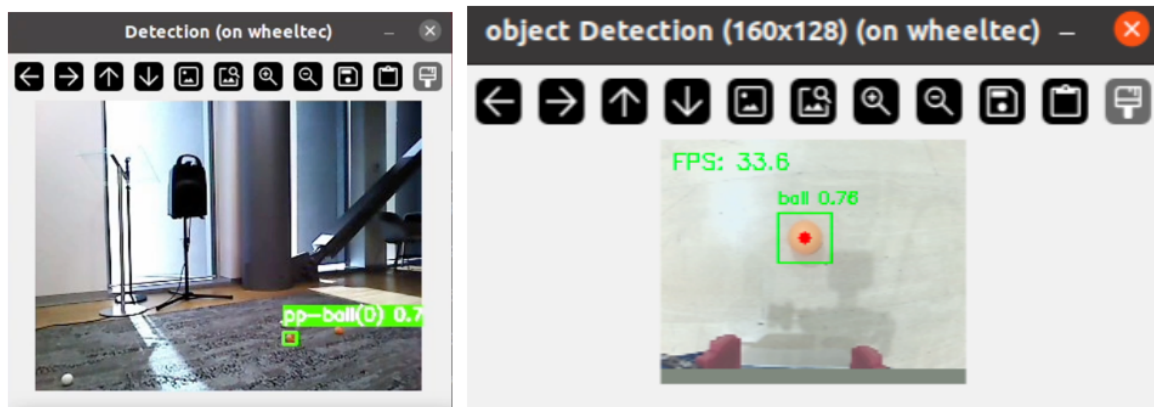 Detection (on wheeltec)
pp-ball(D) 0.7
object Detection (160x128) (on wheeltec)
FPS: 33.6
ball 0.76